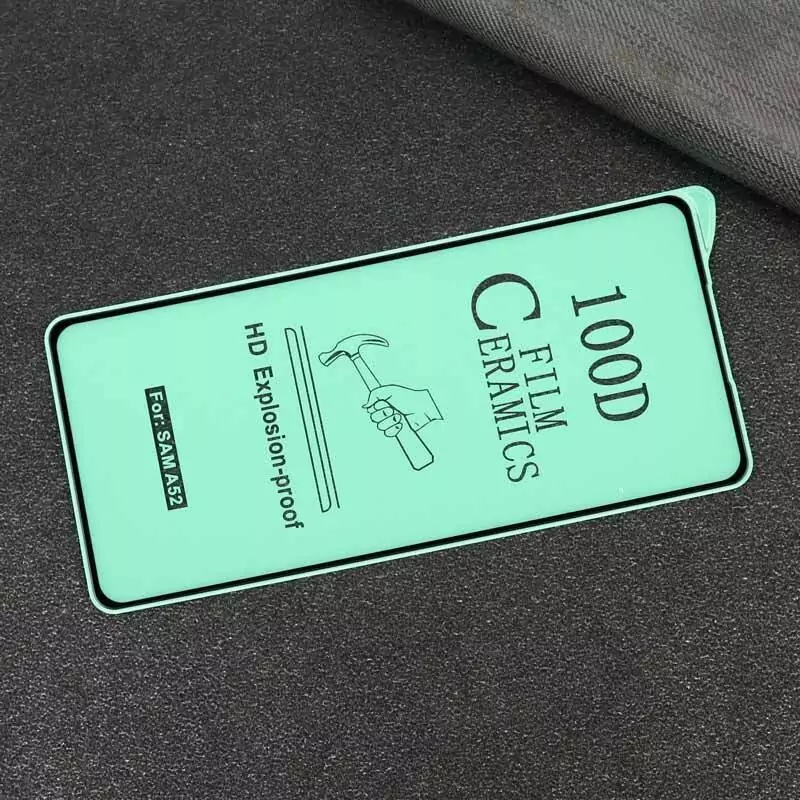 100D
CERAMICS
FILM
HD Explosion-proof
For: SAM A52